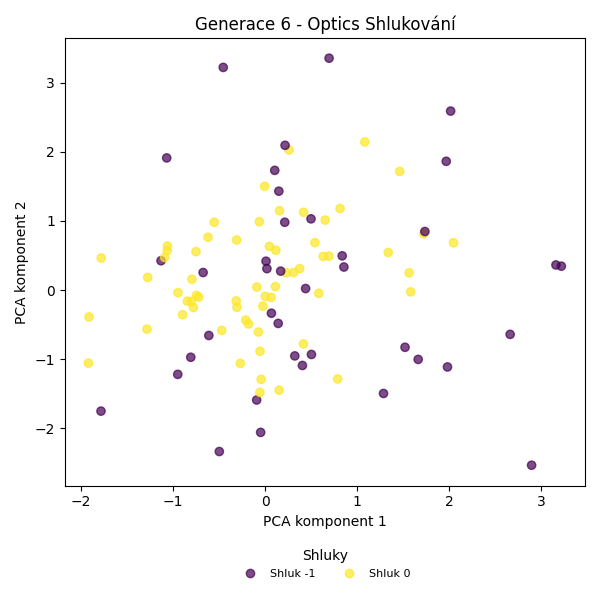 Generace 6 - Optics Shlukování
PCA komponent 2
3
2
1
0
−1
−2
−2 −1 0 1 2 3
PCA komponent 1
Shluky
Shluk -1 Shluk 0